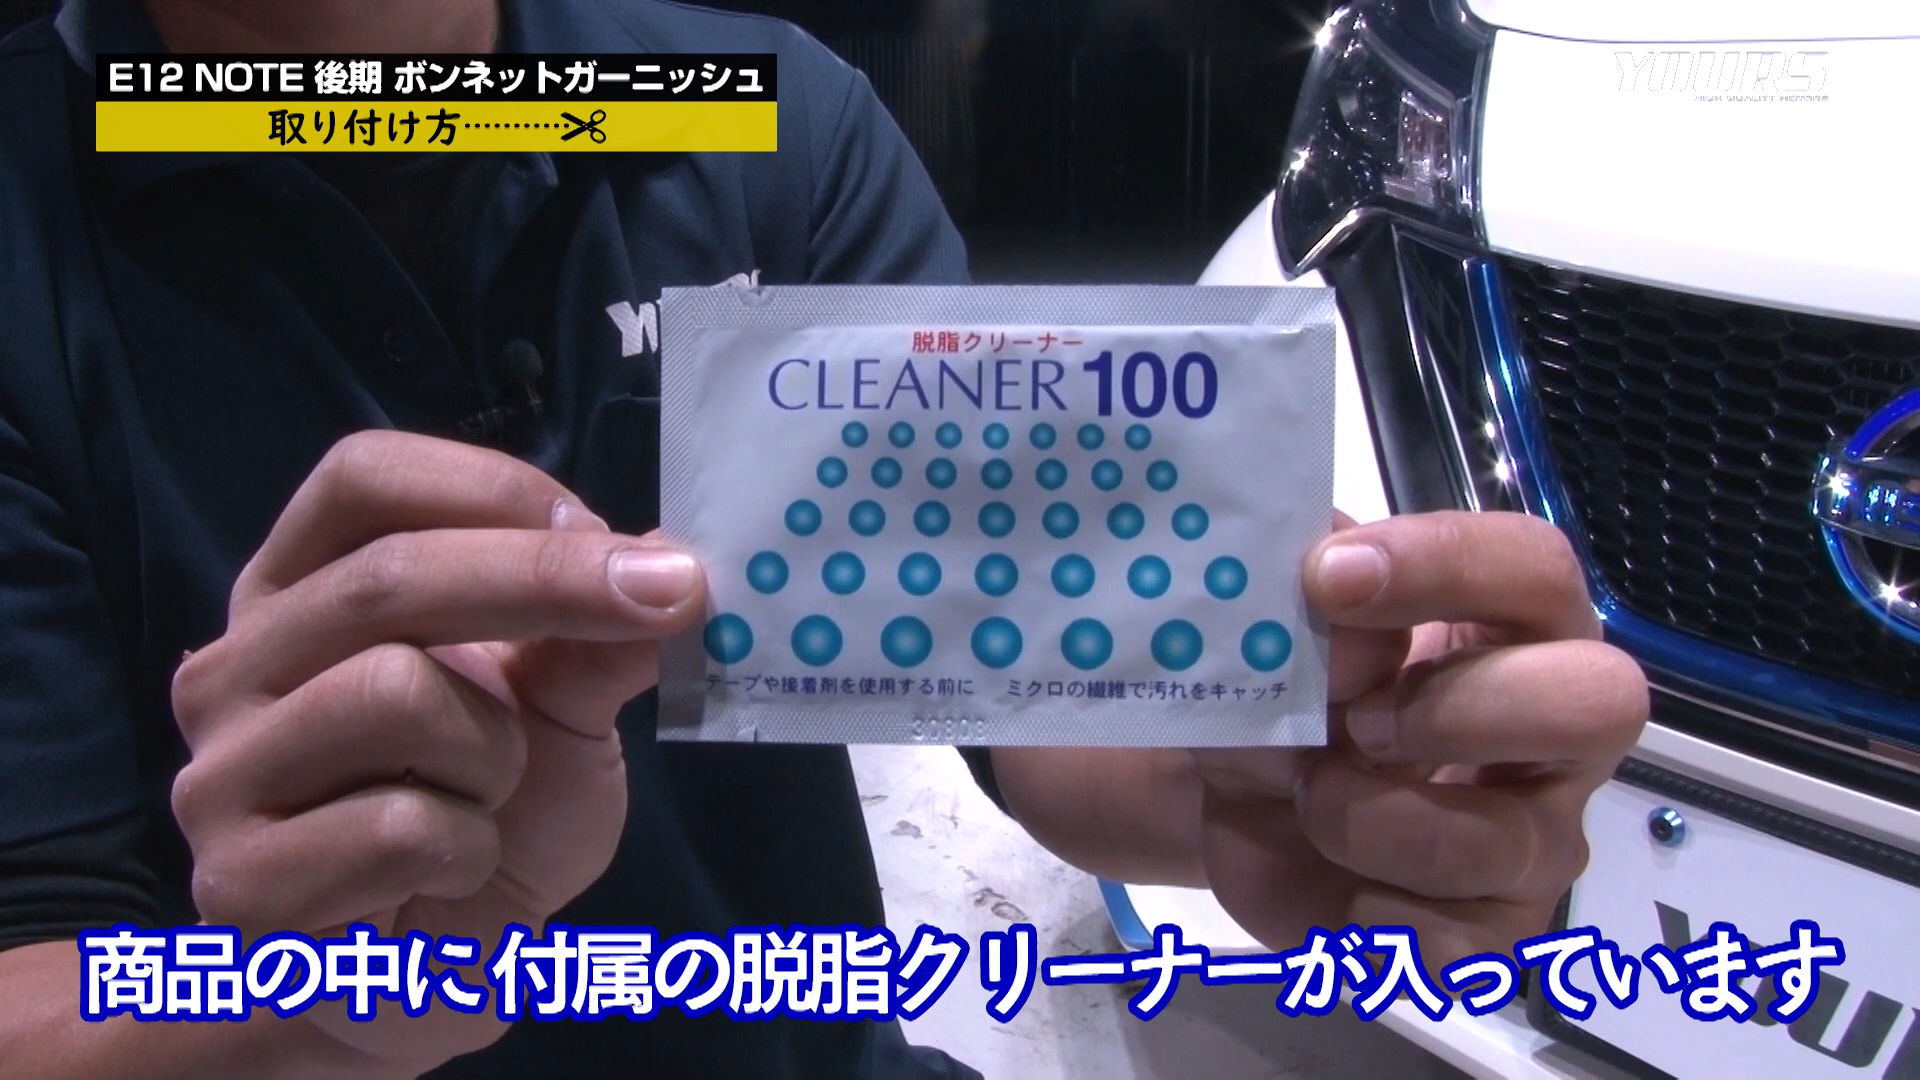 E12 NOTE 後期 ボンネットガーニッシュ
取り付け方
YOURS
脱脂クリーナー
CLEANER 100
テープや接着剤を使用する前に ミクロの繊維で汚れをキャッチ
商品の中に付属の脱脂クリーナーが入っています